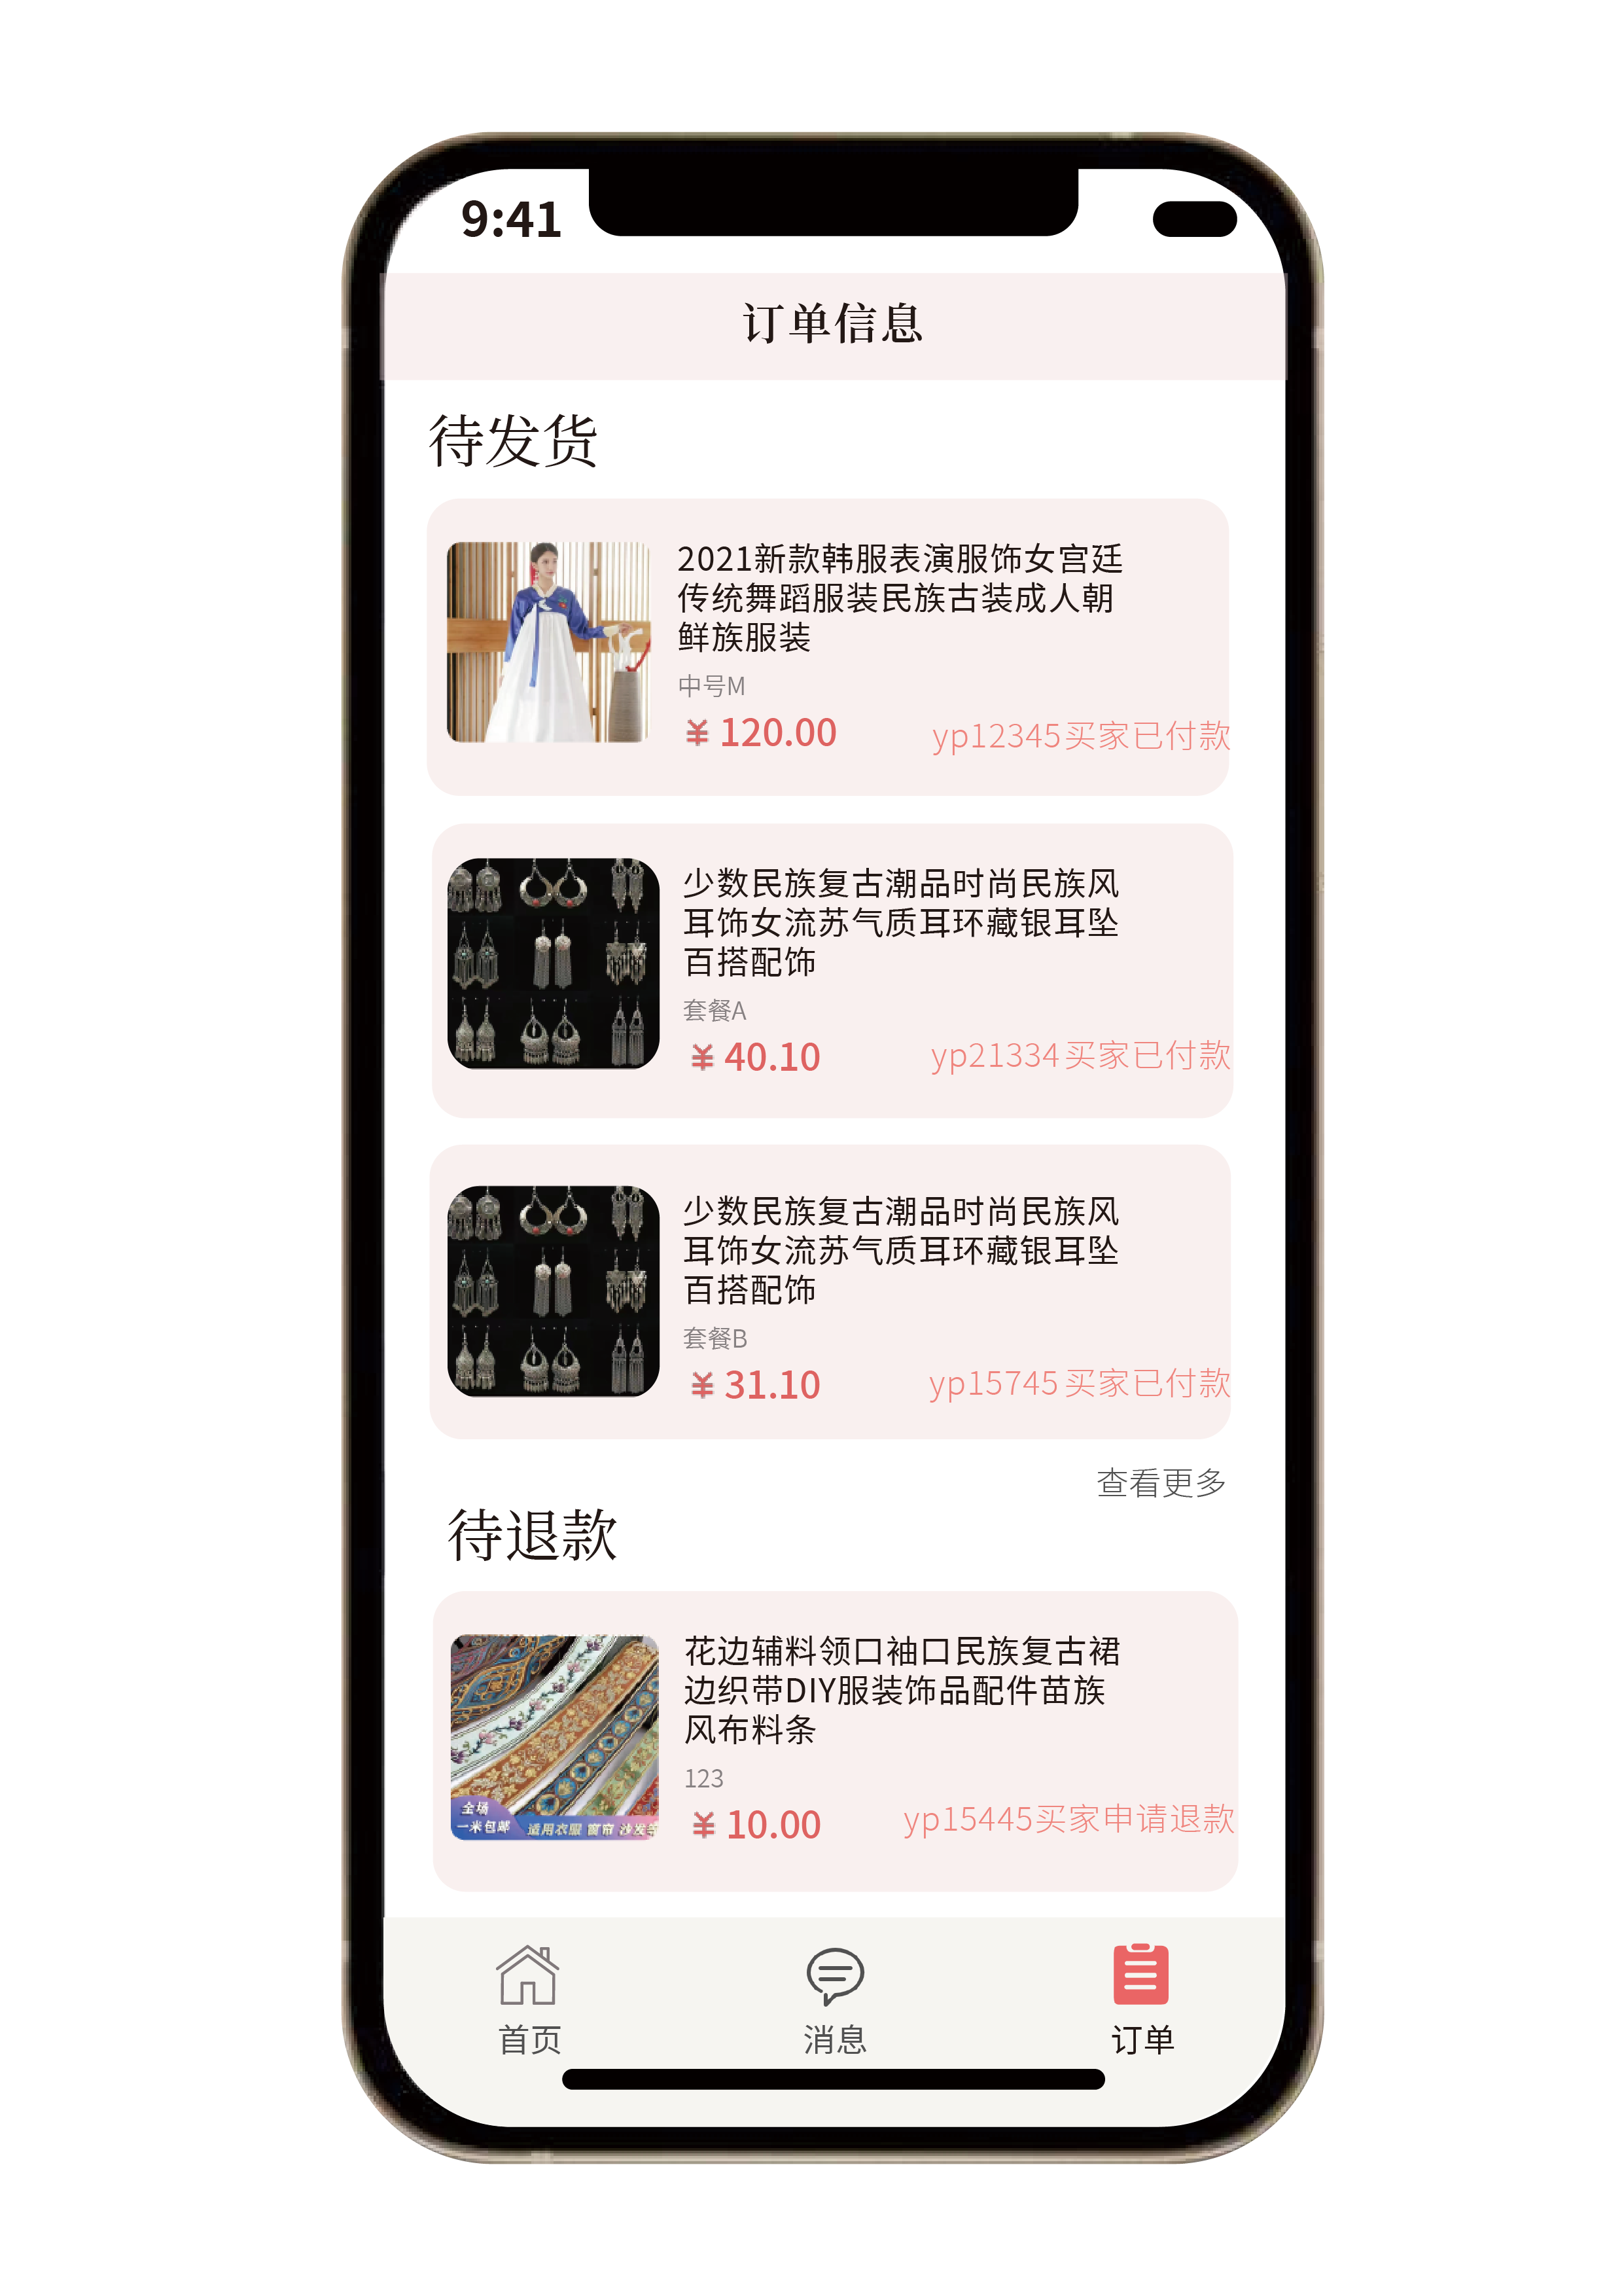 9:41
订单信息
待发货
2021新款韩服表演服饰女宫廷
传统舞蹈服装民族古装成人朝
鲜族服装
中号M
¥ 120.00 yp12345买家已付款
少数民族复古潮品时尚民族风
耳饰女流苏气质耳环藏银耳坠
百搭配饰
套餐A
¥ 40.10 yp21334买家已付款
少数民族复古潮品时尚民族风
耳饰女流苏气质耳环藏银耳坠
百搭配饰
套餐B
¥ 31.10 yp15745买家已付款
查看更多
待退款
花边辅料领口袖口民族复古裙
边织带DIY服装饰品配件苗族
风布料条
123
¥ 10.00 yp15445买家申请退款
全场
一米包邮 适用衣服 窗帘 沙发等
首页 消息 订单